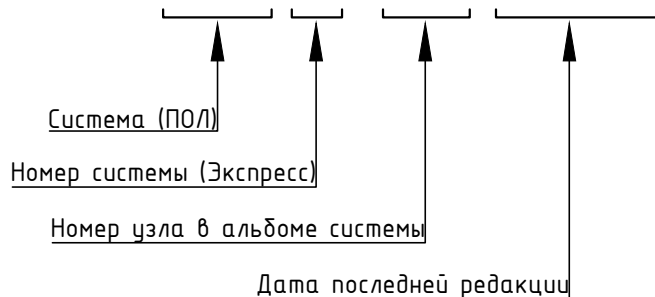 Система (ПОЛ)
Номер системы (Экспресс)
Номер узла в альбоме системы
Дата последней редакции